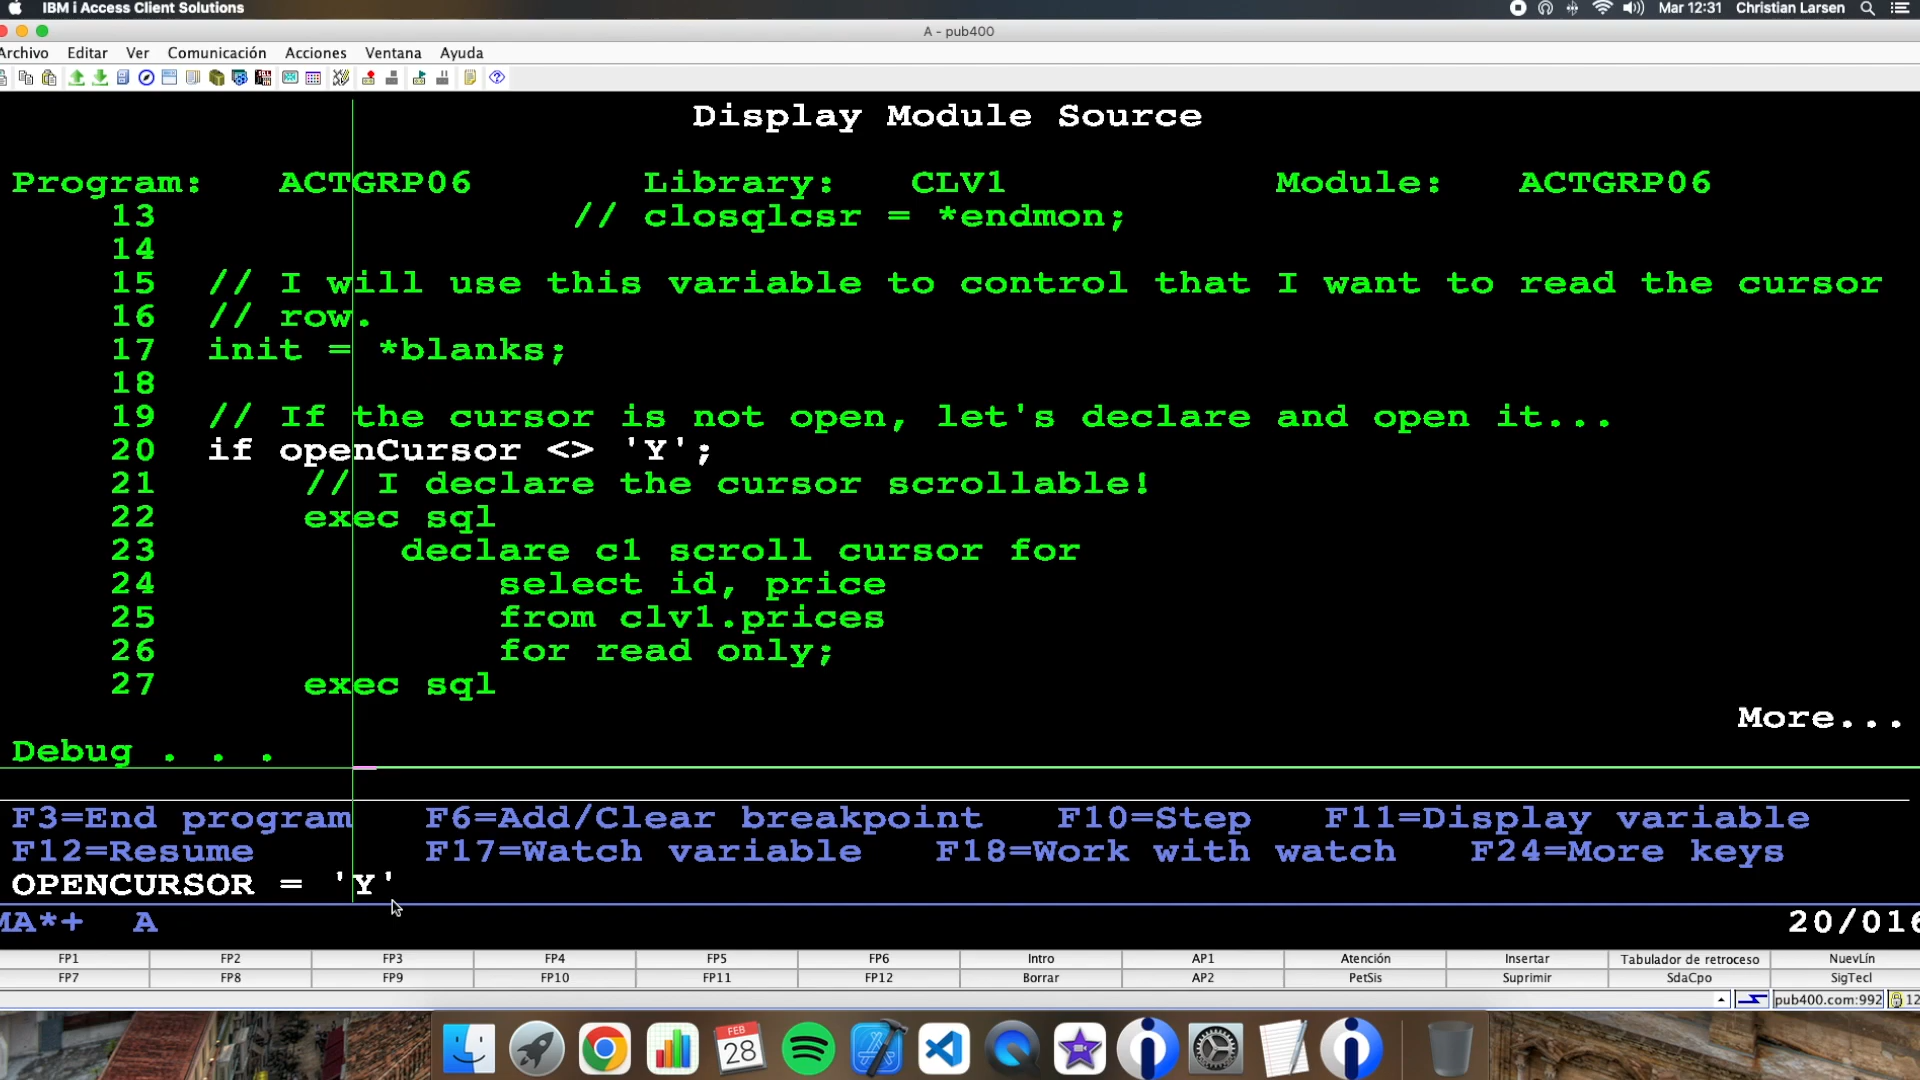 IBM i Access Client Solutions
Mar 12:31 Christian Larsen
A - pub400
Archivo Editar Ver Comunicación Acciones Ventana Ayuda
Display Module Source
Program: ACTGRP06 Library: CLV1 Module: ACTGRP06
13 // closqlcsr = *endmon;
14
15 // I will use this variable to control that I want to read the cursor
16 // row.
17 init = *blanks;
18
19 // If the cursor is not open, let's declare and open it...
20 if openCursor <> 'Y';
21 // I declare the cursor scrollable!
22 exec sql
23 declare c1 scroll cursor for
24 select id, price
25 from clv1.prices
26 for read only;
27 exec sql
More...
Debug . . .
F3=End program F6=Add/Clear breakpoint F10=Step F11=Display variable
F12=Resume F17=Watch variable F18=Work with watch F24=More keys
OPENCURSOR = 'Y'
MA*+ A 20/016
FP1 FP2 FP3 FP4 FP5 FP6 Intro AP1 Atención Insertar Tabulador de retroceso NuevLín
FP7 FP8 FP9 FP10 FP11 FP12 Borrar AP2 PetSis Suprimir SdaCpo SigTecl
pub400.com:992 12
FEB
28